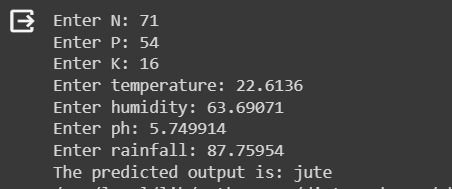 Enter N: 71
Enter P: 54
Enter K: 16
Enter temperature: 22.6136
Enter humidity: 63.69071
Enter ph: 5.749914
Enter rainfall: 87.75954
The predicted output is: jute